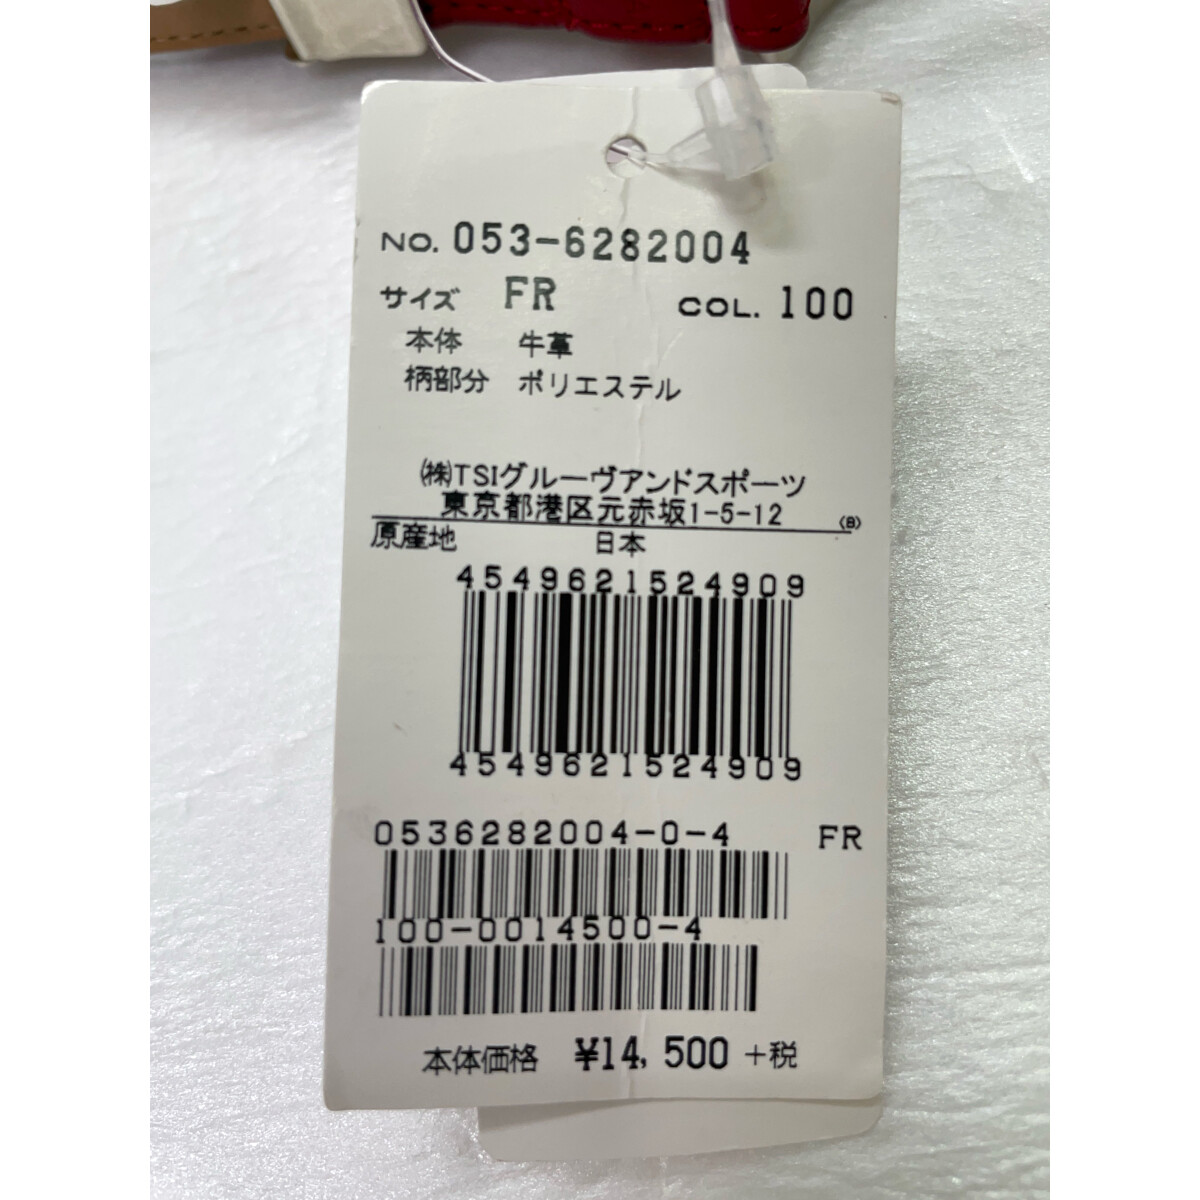 NO. 053-6282004
サイズ FR COL. 100
本体 牛革
柄部分 ポリエステル
㈱TSIグルーヴアンドスポーツ
東京都港区元赤坂1-5-12 (B)
原産地 日本
4549621524909
4549621524909
0536282004-0-4 FR
100-0014500-4
本体価格 ¥14,500 +税